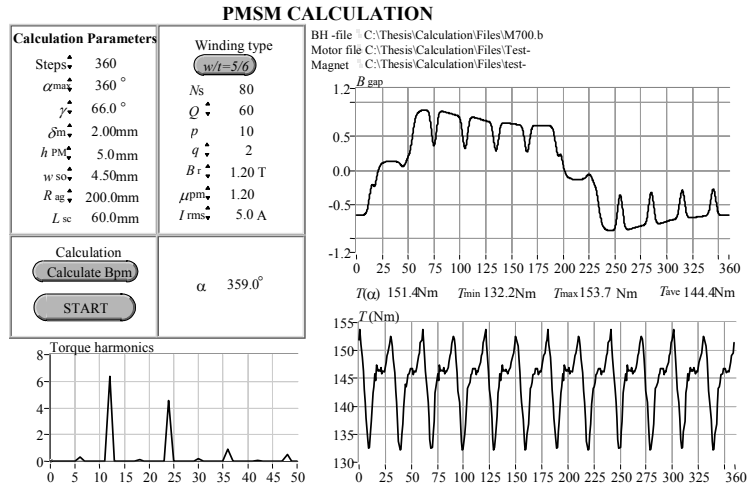 PMSM CALCULATION
Calculation Parameters
Steps 360
αmax 360 °
γ 66.0 °
δm 2.00mm
h PM 5.0mm
w so 4.50mm
R ag 200.0mm
L sc 60.0mm
Winding type
w/t=5/6
Ns 80
Q 60
p 10
q 2
B r 1.20 T
μpm 1.20
I rms 5.0 A
BH -file C:\Thesis\Calculation\Files\M700.b
Motor file C:\Thesis\Calculation\Files\Test-
Magnet C:\Thesis\Calculation\Files\test-
B gap
1.2
0.5
0.0
-0.5
-1.2
0 25 50 75 100 125 150 175 200 225 250 275 300 325 360
Calculation
Calculate Bpm
START
α 359.0°
T(α) 151.4Nm Tmin 132.2Nm Tmax 153.7 Nm Tave 144.4Nm
Torque harmonics
8
6
4
2
0
0 5 10 15 20 25 30 35 40 45 50
T (Nm)
155
150
145
140
135
130
0 25 50 75 100 125 150 175 200 225 250 275 300 325 360